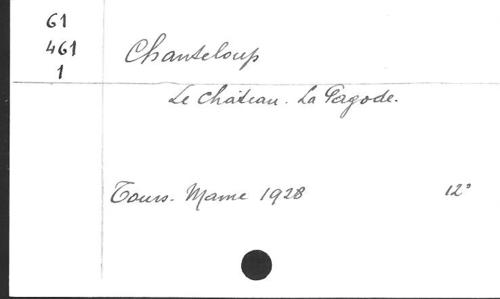 61
461
1
Chanteloup
Le Château. La Pagode.
Tours. Mame 1928 12°